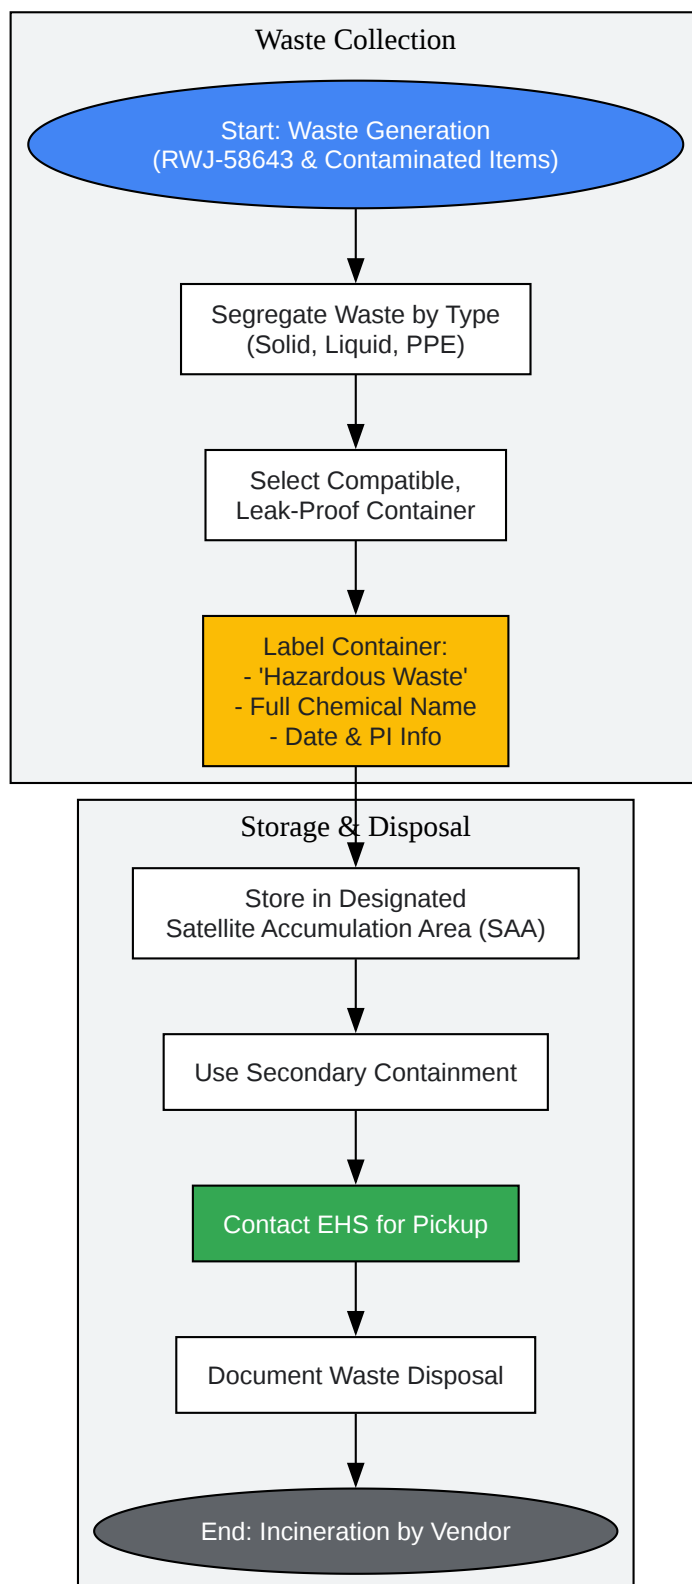 Waste Collection
Start: Waste Generation
(RWJ-58643 & Contaminated Items)
Segregate Waste by Type
(Solid, Liquid, PPE)
Select Compatible,
Leak-Proof Container
Label Container:
- 'Hazardous Waste'
- Full Chemical Name
- Date & PI Info
Storage & Disposal
Store in Designated
Satellite Accumulation Area (SAA)
Use Secondary Containment
Contact EHS for Pickup
Document Waste Disposal
End: Incineration by Vendor